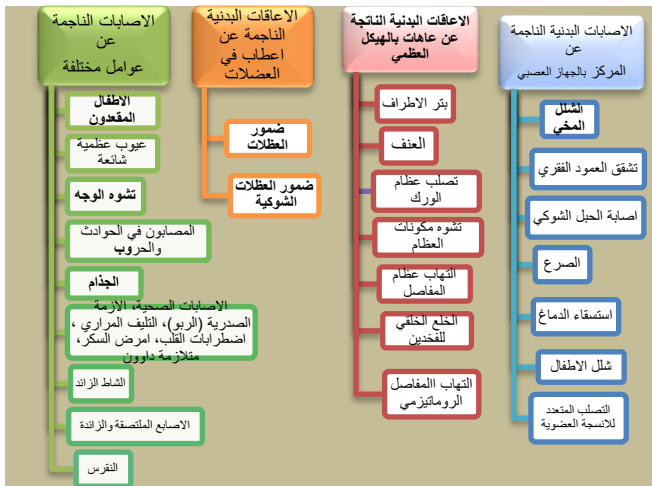 الاصابات البدنية الناجمة
عن
المركز بالجهاز العصبي
الشلل
المخي
تشقق العمود الفقري
اصابة الحبل الشوكي
الصرع
استسقاء الدماغ
شلل الاطفال
التصلب المتعدد
للانسجة العضوية
الاعاقات البدنية الناتجة
عن عاهات بالهيكل
العظمي
بتر الاطراف
العنف
تصلب عظام
الورك
تشوه مكونات
العظام
التهاب عظام
المفاصل
الخلع الخلقي
للفخدين
التهاب االمفاصل
الروماتيزمي
الاعاقات البدنية
الناجمة عن
اعطاب في
العضلات
ضمور
العظلات
ضمور العظلات
الشوكية
الاصابات الناجمة
عن
عوامل مختلفة
الاطفال
المقعدون
عيوب عظمية
شائعة
تشوه الوجه
المصابون في الحوادث
والحروب
الجذام
الاصابات الصحية، الازمة
الصدرية (الربو)، التليف المراري ،
اضطرابات القلب، امرض السكر،
متلازمة داوون
الشاط الزائد
الاصابع الملتصقة والزائدة
النقرس